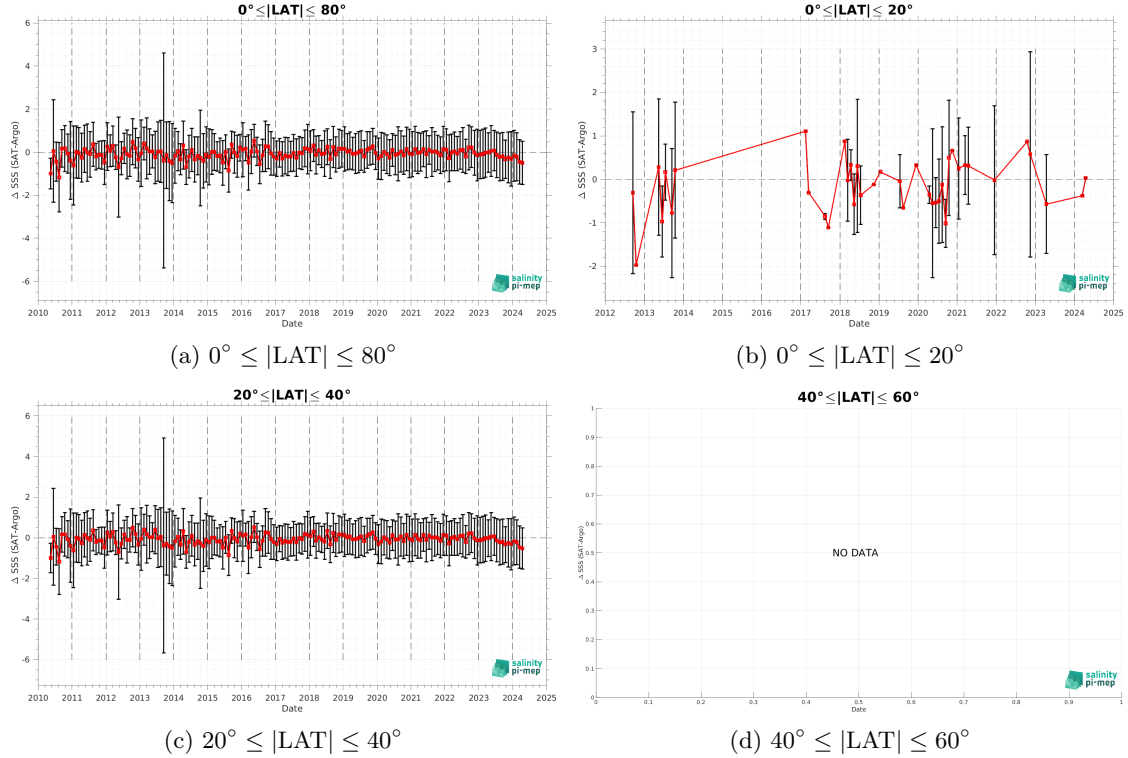 0°≤|LAT|≤ 80°
6
4
2
0
-2
-4
-6
Δ SSS (SAT-Argo)
2010 2011 2012 2013 2014 2015 2016 2017 2018 2019 2020 2021 2022 2023 2024 2025
Date
salinity
pi-mep
(a) 0° ≤ |LAT| ≤ 80°
0°≤|LAT|≤ 20°
3
2
1
0
-1
-2
Δ SSS (SAT-Argo)
2012 2013 2014 2015 2016 2017 2018 2019 2020 2021 2022 2023 2024 2025
Date
salinity
pi-mep
(b) 0° ≤ |LAT| ≤ 20°
20°≤|LAT|≤ 40°
6
4
2
0
-2
-4
-6
Δ SSS (SAT-Argo)
2010 2011 2012 2013 2014 2015 2016 2017 2018 2019 2020 2021 2022 2023 2024 2025
Date
salinity
pi-mep
(c) 20° ≤ |LAT| ≤ 40°
40°≤|LAT|≤ 60°
1
0.9
0.8
0.7
0.6
0.5
0.4
0.3
0.2
0.1
0
Δ SSS (SAT-Argo)
NO DATA
0 0.1 0.2 0.3 0.4 0.5 0.6 0.7 0.8 0.9 1
Date
salinity
pi-mep
(d) 40° ≤ |LAT| ≤ 60°